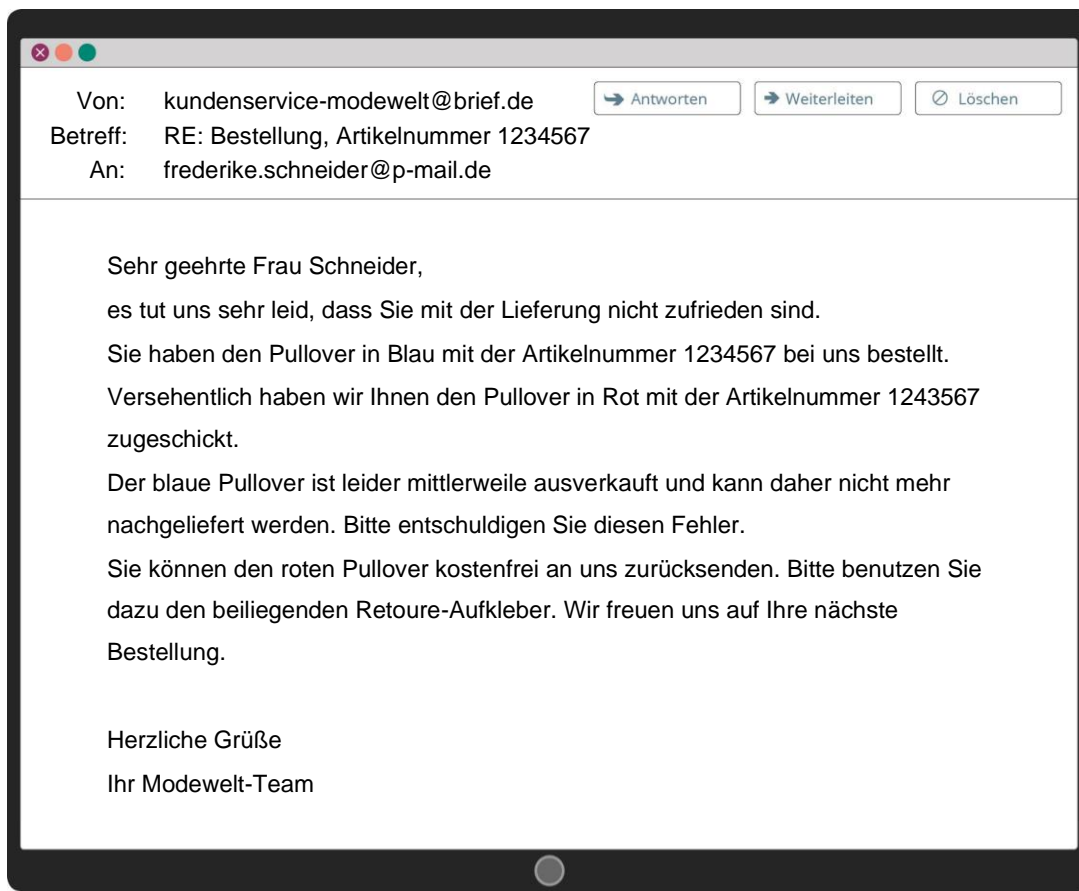 Von: kundenservice-modewelt@brief.de
Antworten
Weiterleiten
Löschen
Betreff: RE: Bestellung, Artikelnummer 1234567
An: frederike.schneider@p-mail.de
Sehr geehrte Frau Schneider,
es tut uns sehr leid, dass Sie mit der Lieferung nicht zufrieden sind.
Sie haben den Pullover in Blau mit der Artikelnummer 1234567 bei uns bestellt.
Versehentlich haben wir Ihnen den Pullover in Rot mit der Artikelnummer 1243567
zugeschickt.
Der blaue Pullover ist leider mittlerweile ausverkauft und kann daher nicht mehr
nachgeliefert werden. Bitte entschuldigen Sie diesen Fehler.
Sie können den roten Pullover kostenfrei an uns zurücksenden. Bitte benutzen Sie
dazu den beiliegenden Retoure-Aufkleber. Wir freuen uns auf Ihre nächste
Bestellung.
Herzliche Grüße
Ihr Modewelt-Team